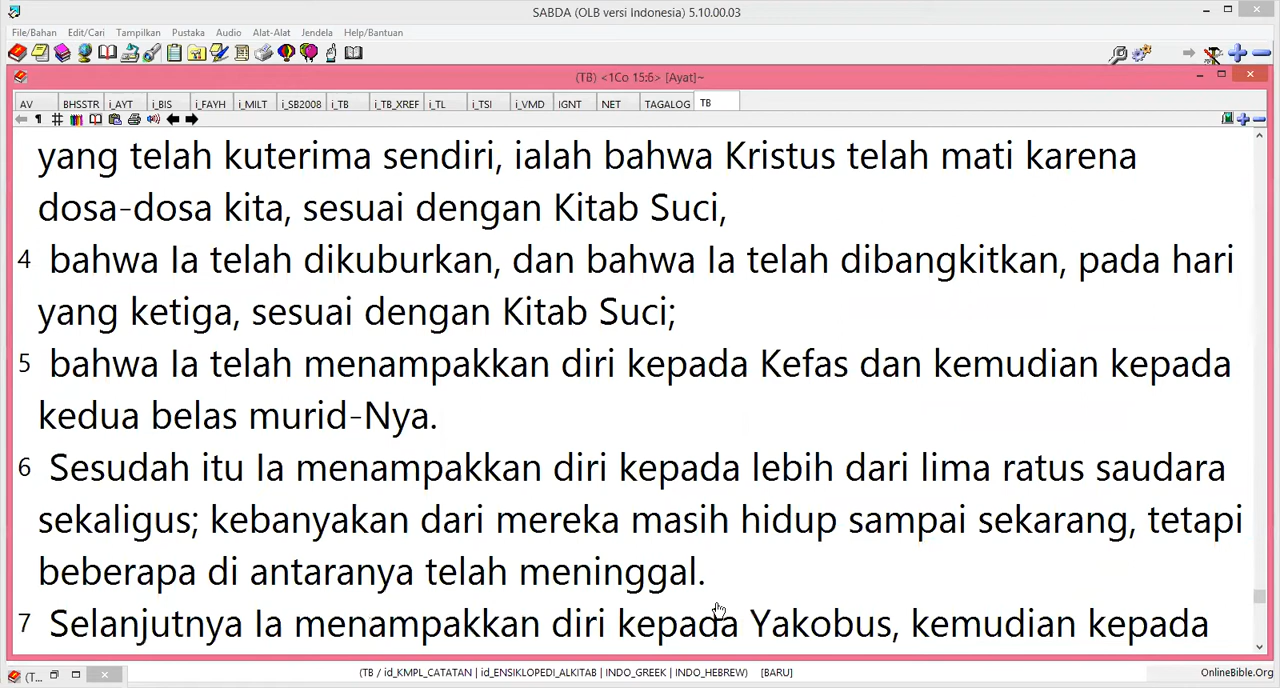 SABDA (OLB versi Indonesia) 5.10.00.03
File/Bahan Edit/Cari Tampilkan Pustaka Audio Alat-Alat Jendela Help/Bantuan
(TB) <1Co 15:6> [Ayat]~
AV BHSSTR i_AYT i_BIS i_FAYH i_MILT i_SB2008 i_TB i_TB_XREF i_TL i_TSI i_VMD IGNT NET TAGALOG TB
yang telah kuterima sendiri, ialah bahwa Kristus telah mati karena
dosa-dosa kita, sesuai dengan Kitab Suci,
4 bahwa Ia telah dikuburkan, dan bahwa Ia telah dibangkitkan, pada hari
yang ketiga, sesuai dengan Kitab Suci;
5 bahwa Ia telah menampakkan diri kepada Kefas dan kemudian kepada
kedua belas murid-Nya.
6 Sesudah itu Ia menampakkan diri kepada lebih dari lima ratus saudara
sekaligus; kebanyakan dari mereka masih hidup sampai sekarang, tetapi
beberapa di antaranya telah meninggal.
7 Selanjutnya Ia menampakkan diri kepada Yakobus, kemudian kepada
(T... (TB / id_KMPL_CATATAN | id_ENSIKLOPEDI_ALKITAB | INDO_GREEK | INDO_HEBREW) [BARU] OnlineBible.Org